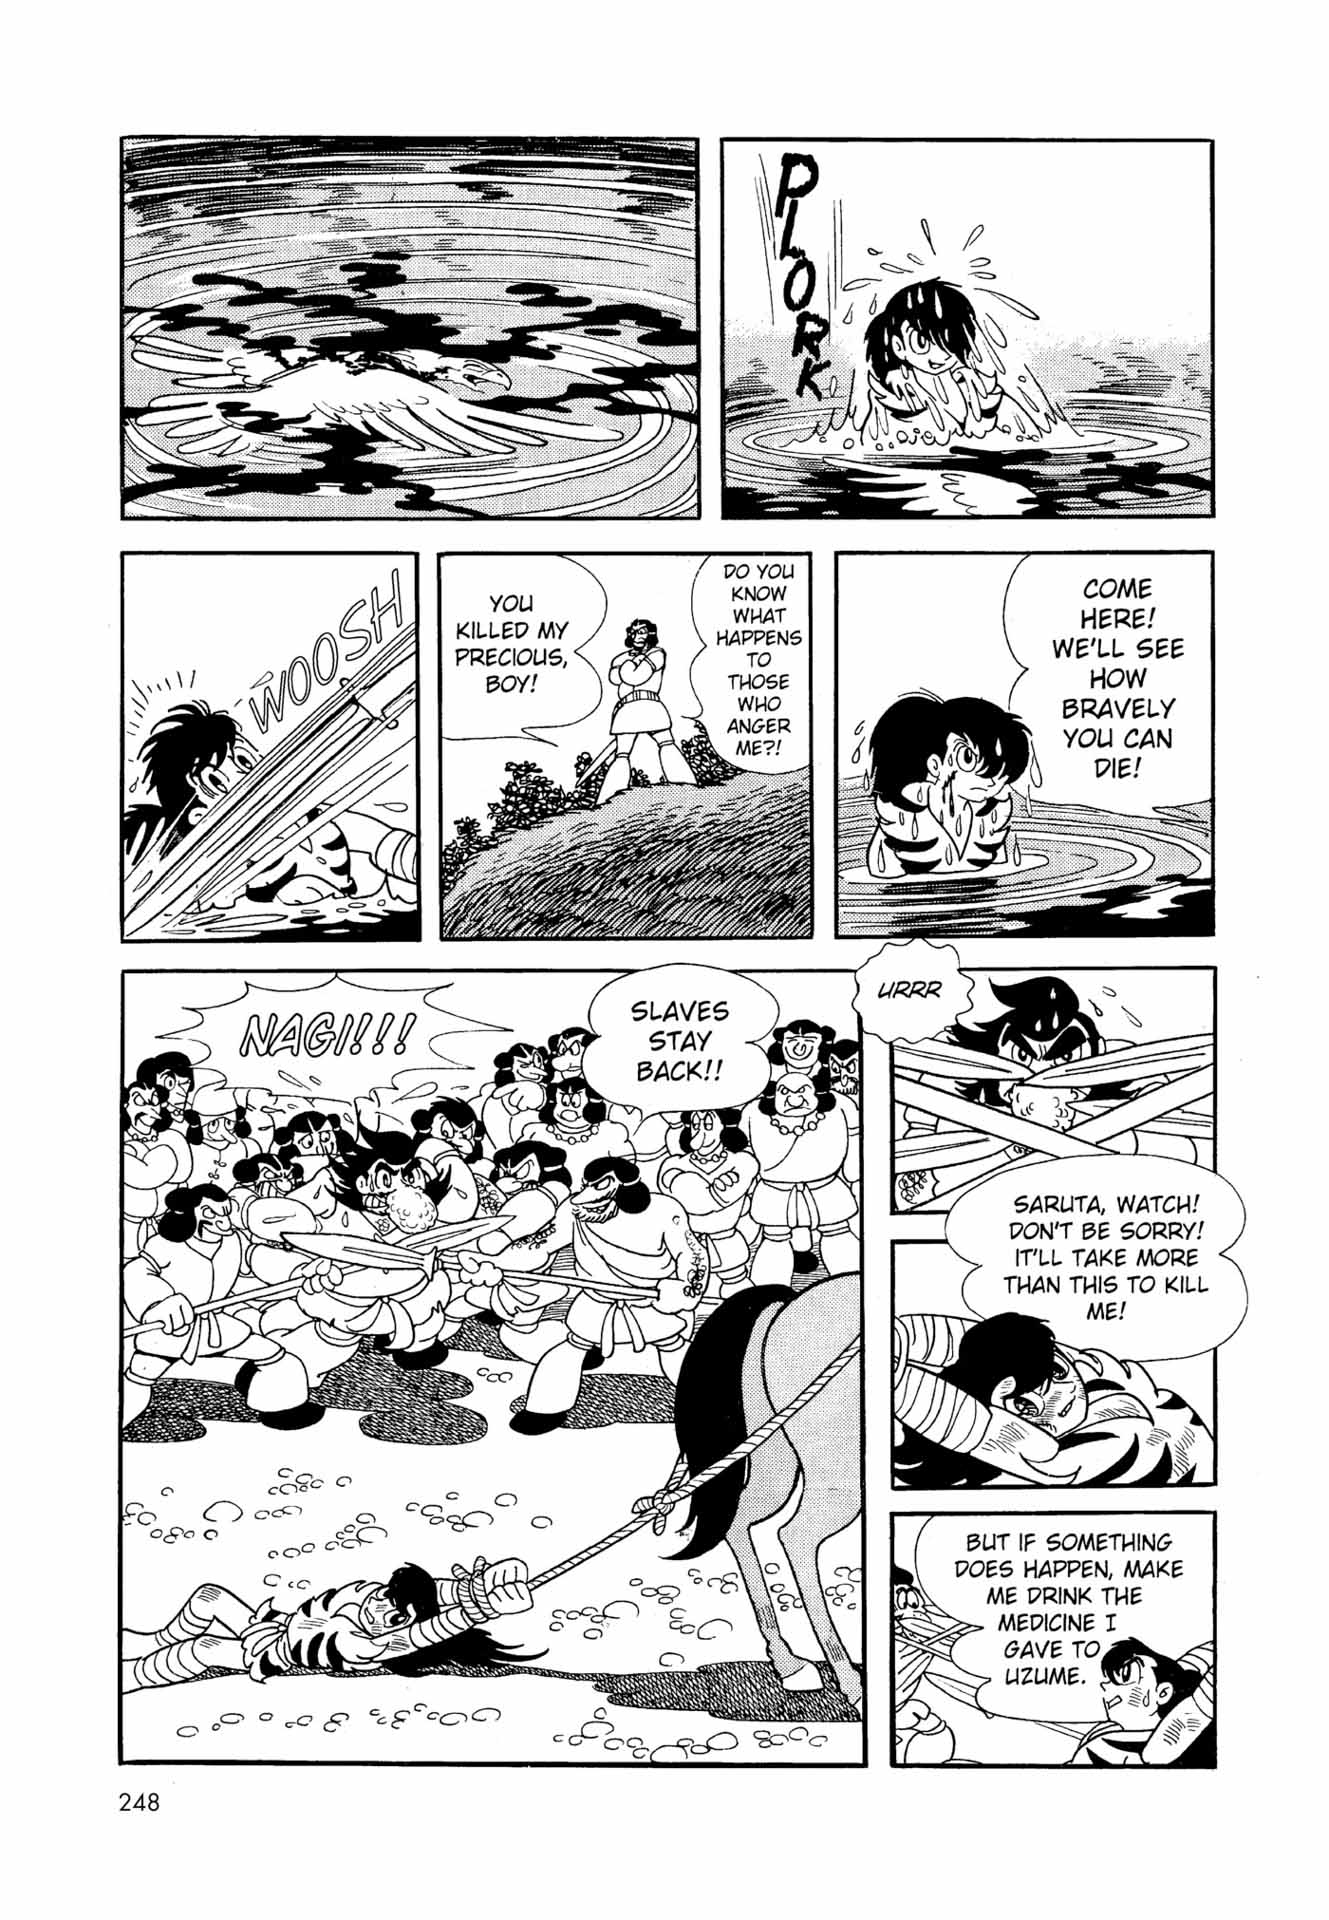 PLORK
WOOSH
YOU
KILLED MY
PRECIOUS,
BOY!
DO YOU
KNOW
WHAT
HAPPENS
TO
THOSE
WHO
ANGER
ME?!
COME
HERE!
WE'LL SEE
HOW
BRAVELY
YOU CAN
DIE!
NAGI!!!
SLAVES
STAY
BACK!!
URRR
SARUTA, WATCH!
DON'T BE SORRY!
IT'LL TAKE MORE
THAN THIS TO KILL
ME!
BUT IF SOMETHING
DOES HAPPEN, MAKE
ME DRINK THE
MEDICINE I
GAVE TO
UZUME.
248